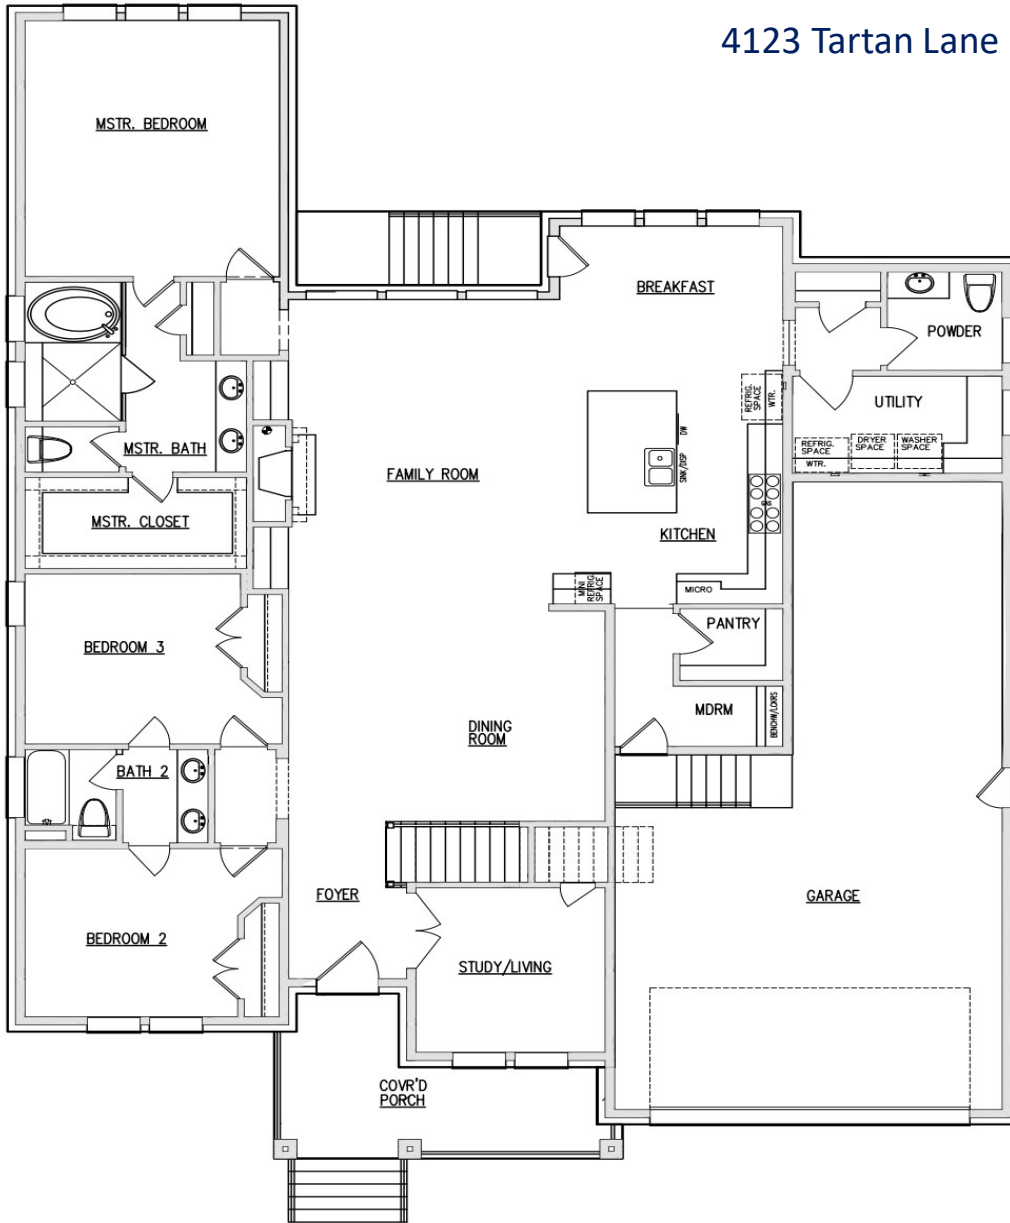 4123 Tartan Lane
MSTR. BEDROOM
BREAKFAST
POWDER
REFRIG.
SPACE
WTR.
UTILITY
REFRIG.
SPACE
WTR.
DRYER
SPACE
WASHER
SPACE
MSTR. BATH
DW
SINK/DISP
FAMILY ROOM
GAS
MSTR. CLOSET
KITCHEN
MINI
REFRIG
SPACE
MICRO
PANTRY
BEDROOM 3
MDRM
BENCHW/LCKRS
DINING
ROOM
BATH 2
FOYER
GARAGE
BEDROOM 2
STUDY/LIVING
COVR'D
PORCH